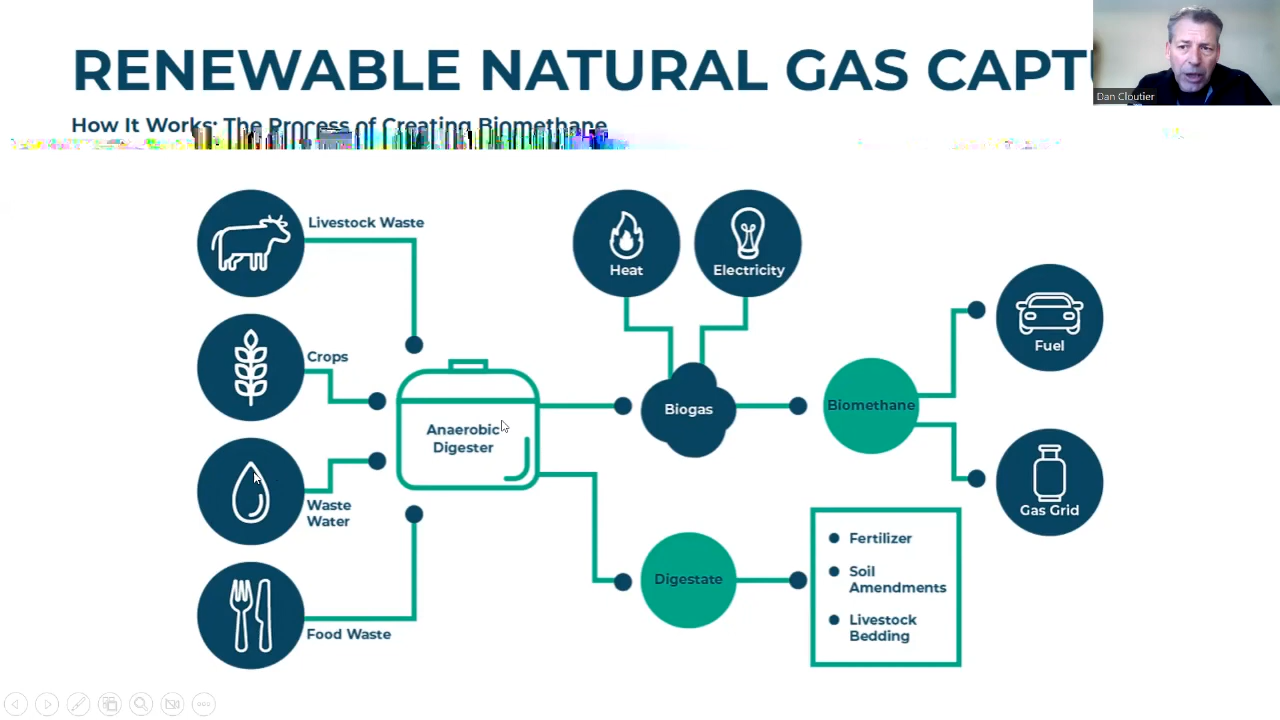 RENEWABLE NATURAL GAS CAPT
Dan Cloutier
How It Works: The Process of Creating Biomethane
Livestock Waste
Crops
Waste
Water
Food Waste
Anaerobic
Digester
Heat
Electricity
Biogas
Biomethane
Fuel
Gas Grid
Digestate
Fertilizer
Soil
Amendments
Livestock
Bedding